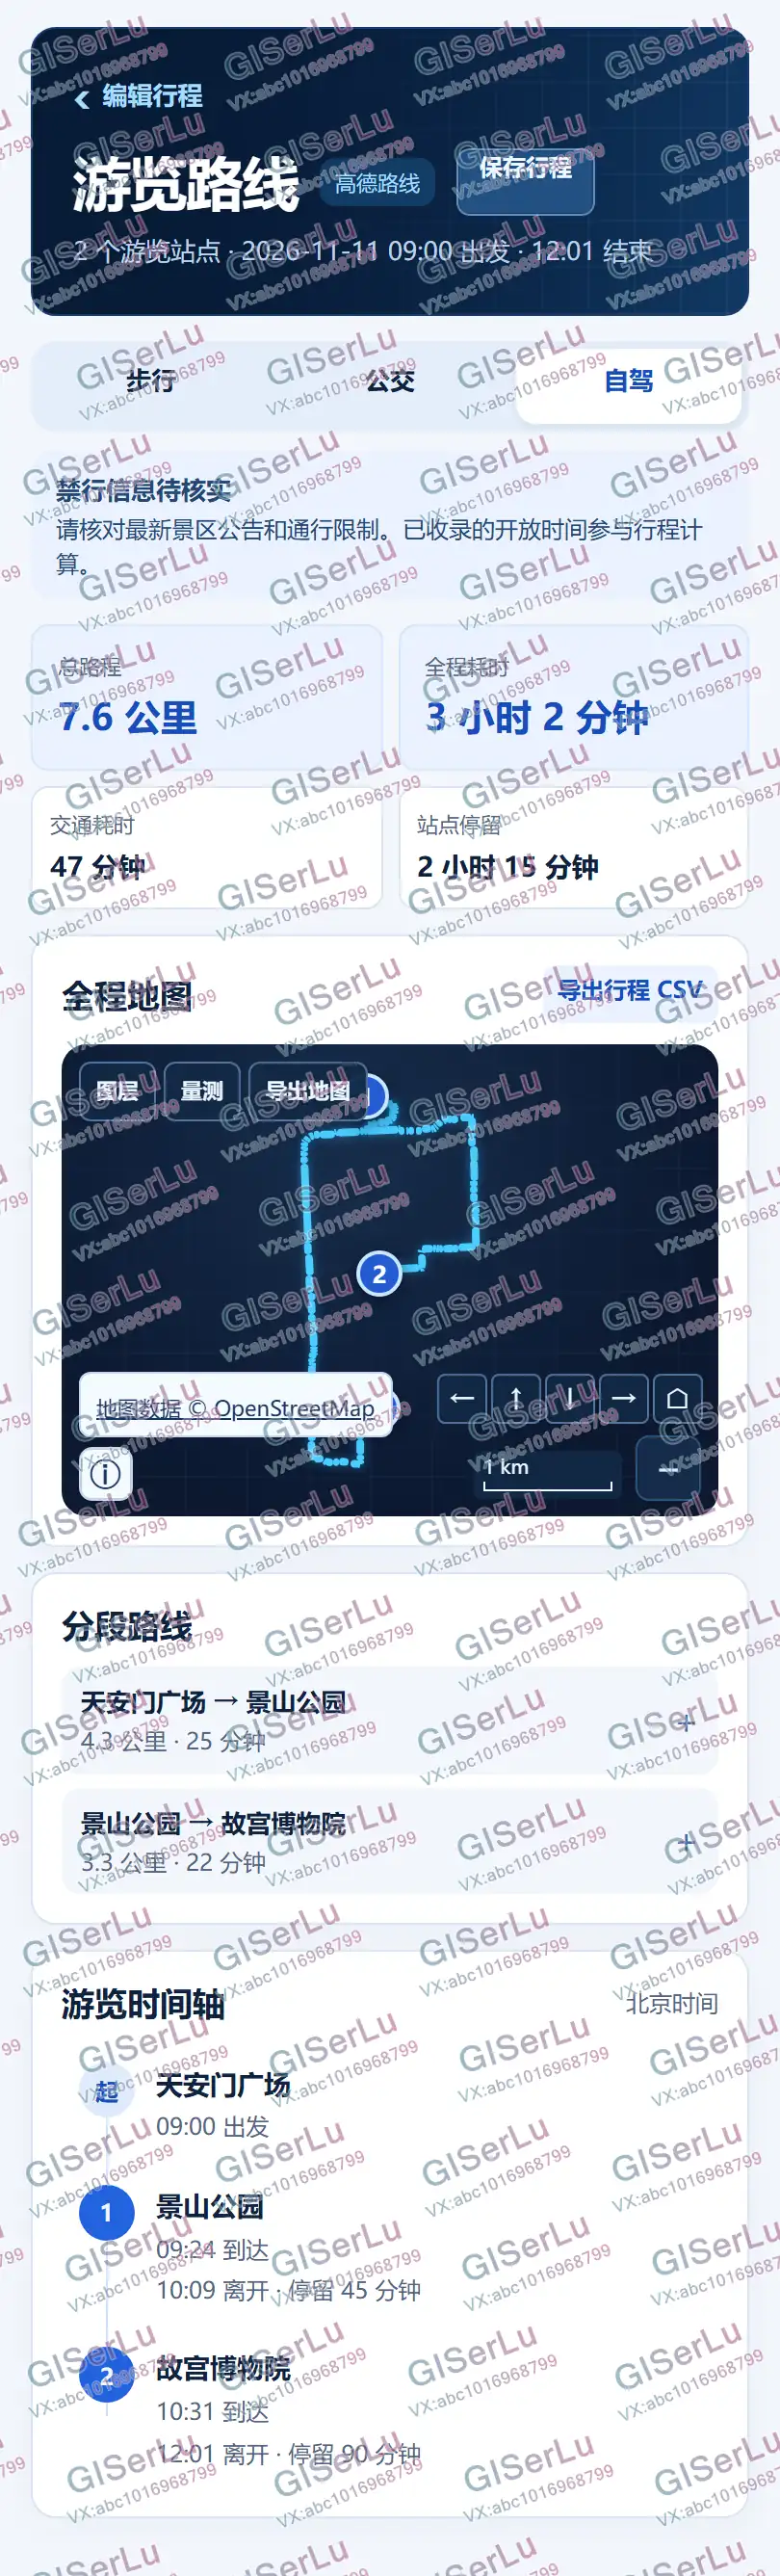 编辑行程
游览路线 高德路线 保存行程
2 个游览站点 · 2026-11-11 09:00 出发 · 12:01 结束
步行 公交 自驾
禁行信息待核实
请核对最新景区公告和通行限制。已收录的开放时间参与行程计
算。
总路程 全程耗时
7.6 公里 3 小时 2 分钟
交通耗时 站点停留
47 分钟 2 小时 15 分钟
全程地图 导出行程 CSV
图层 量测 导出地图
2
地图数据 © OpenStreetMap
1 km
分段路线
天安门广场 → 景山公园
4.3 公里 · 25 分钟
景山公园 → 故宫博物院
3.3 公里 · 22 分钟
游览时间轴 北京时间
起 天安门广场
09:00 出发
1 景山公园
09:24 到达
10:09 离开 · 停留 45 分钟
2 故宫博物院
10:31 到达
12:01 离开 · 停留 90 分钟
GISerLu
VX:abc1016968799